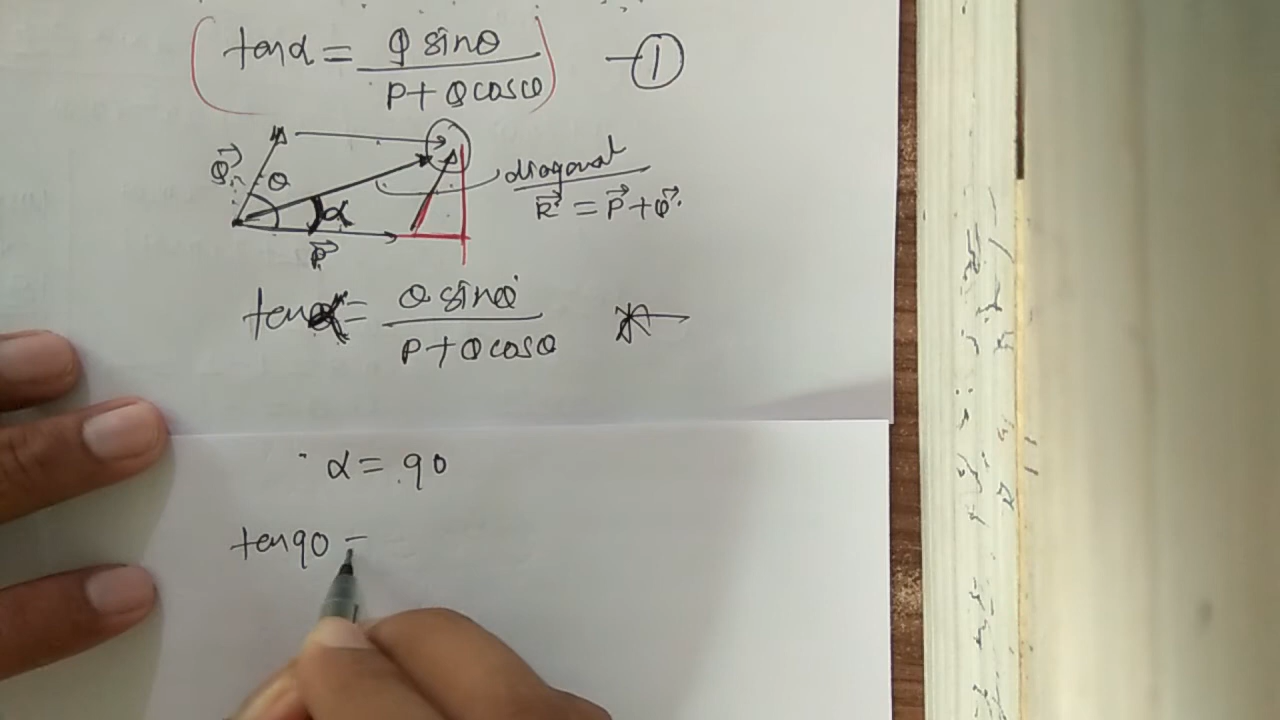 tanα = Q sinθ / P + Q cosθ — ①
Q⃗ θ α P⃗
diagonal
R⃗ = P⃗ + Q⃗
tanα = Q sinθ / P + Q cosθ
α = 90
tan90 =